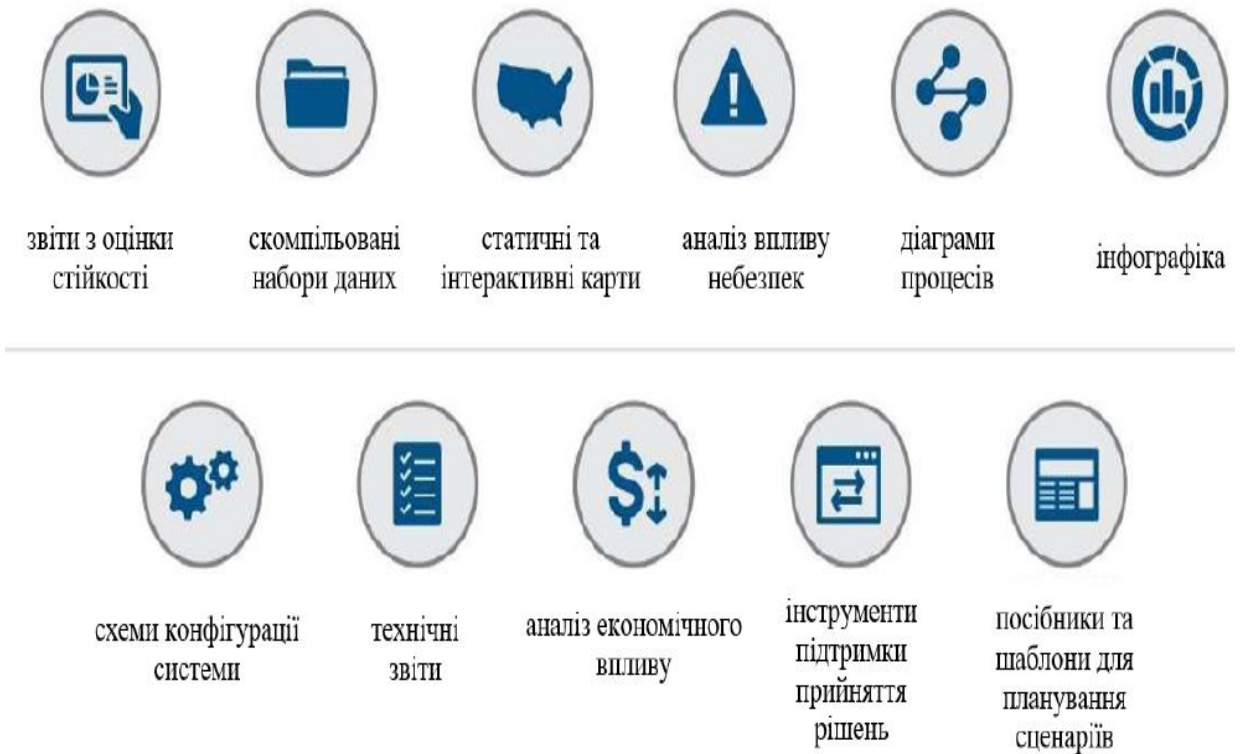 звіти з оцінки
стійкості
скомпільовані
набори даних
статичні та
інтерактивні карти
аналіз впливу
небезпек
діаграми
процесів
інфографіка
схеми конфігурації
системи
технічні
звіти
аналіз економічного
впливу
інструменти
підтримки
прийняття
рішень
посібники та
шаблони для
планування
сценаріїв